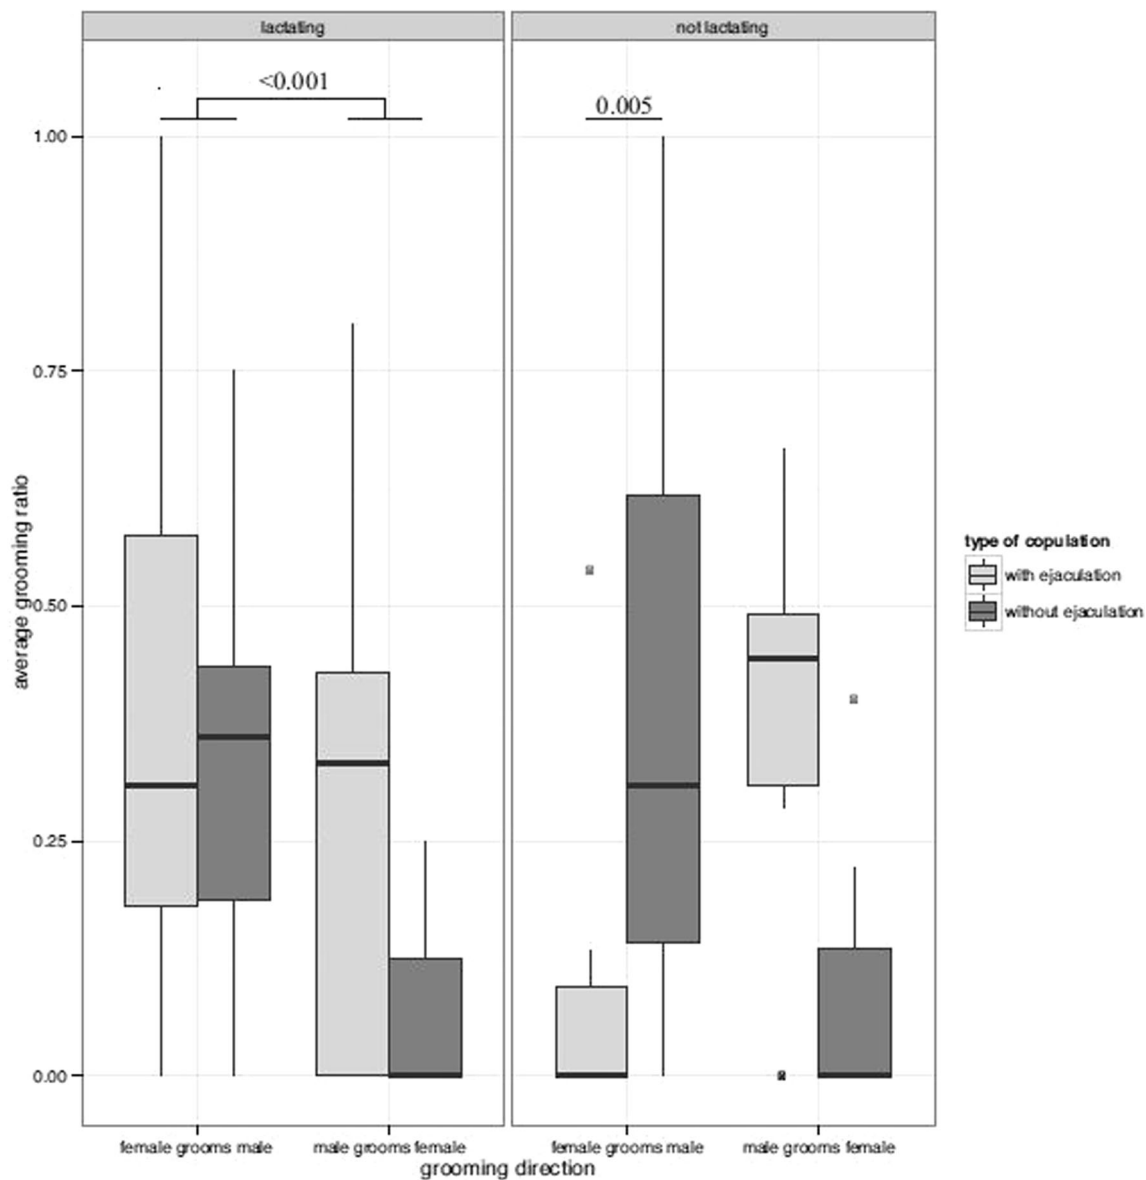 lactating
not lactating
<0.001
0.005
1.00
0.75
0.50
0.25
0.00
average grooming ratio
female grooms male
male grooms female
female grooms male
male grooms female
grooming direction
type of copulation
with ejaculation
without ejaculation